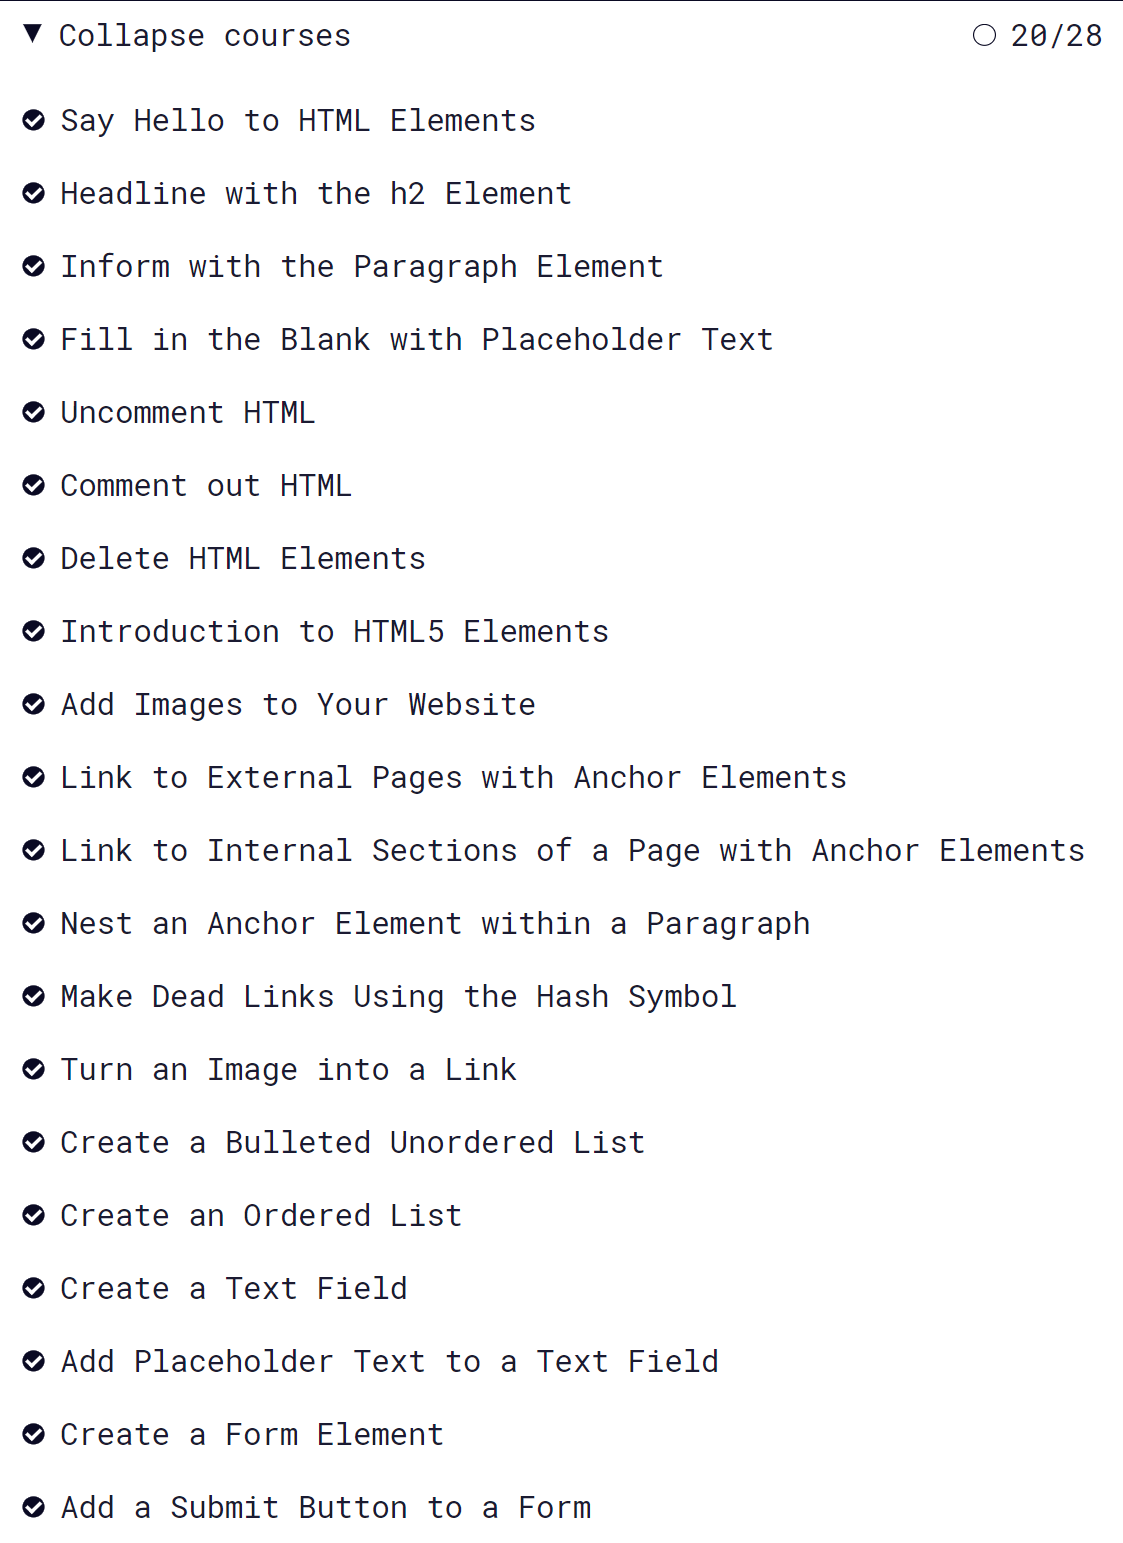 Collapse courses 20/28
Say Hello to HTML Elements
Headline with the h2 Element
Inform with the Paragraph Element
Fill in the Blank with Placeholder Text
Uncomment HTML
Comment out HTML
Delete HTML Elements
Introduction to HTML5 Elements
Add Images to Your Website
Link to External Pages with Anchor Elements
Link to Internal Sections of a Page with Anchor Elements
Nest an Anchor Element within a Paragraph
Make Dead Links Using the Hash Symbol
Turn an Image into a Link
Create a Bulleted Unordered List
Create an Ordered List
Create a Text Field
Add Placeholder Text to a Text Field
Create a Form Element
Add a Submit Button to a Form